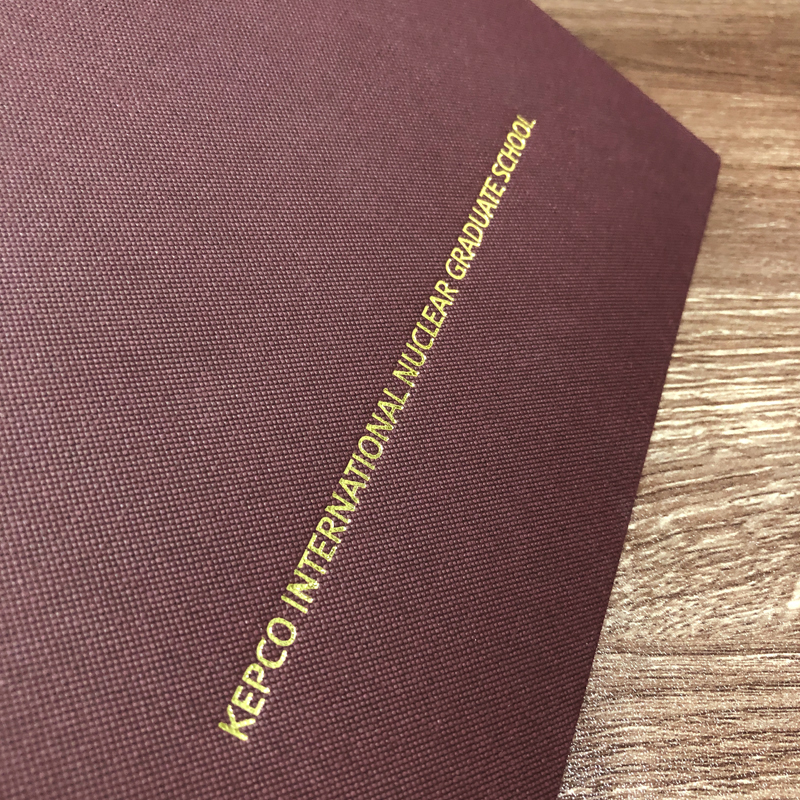 KEPCO INTERNATIONAL NUCLEAR GRADUATE SCHOOL